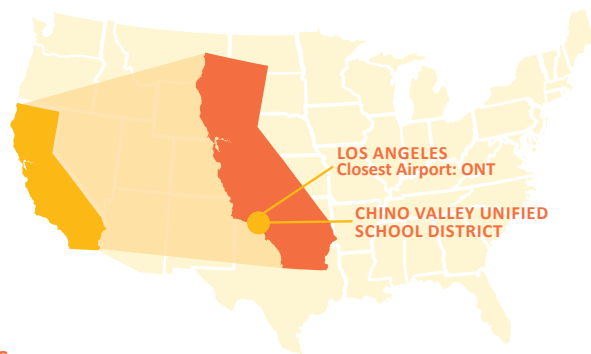 LOS ANGELES
Closest Airport: ONT
CHINO VALLEY UNIFIED
SCHOOL DISTRICT